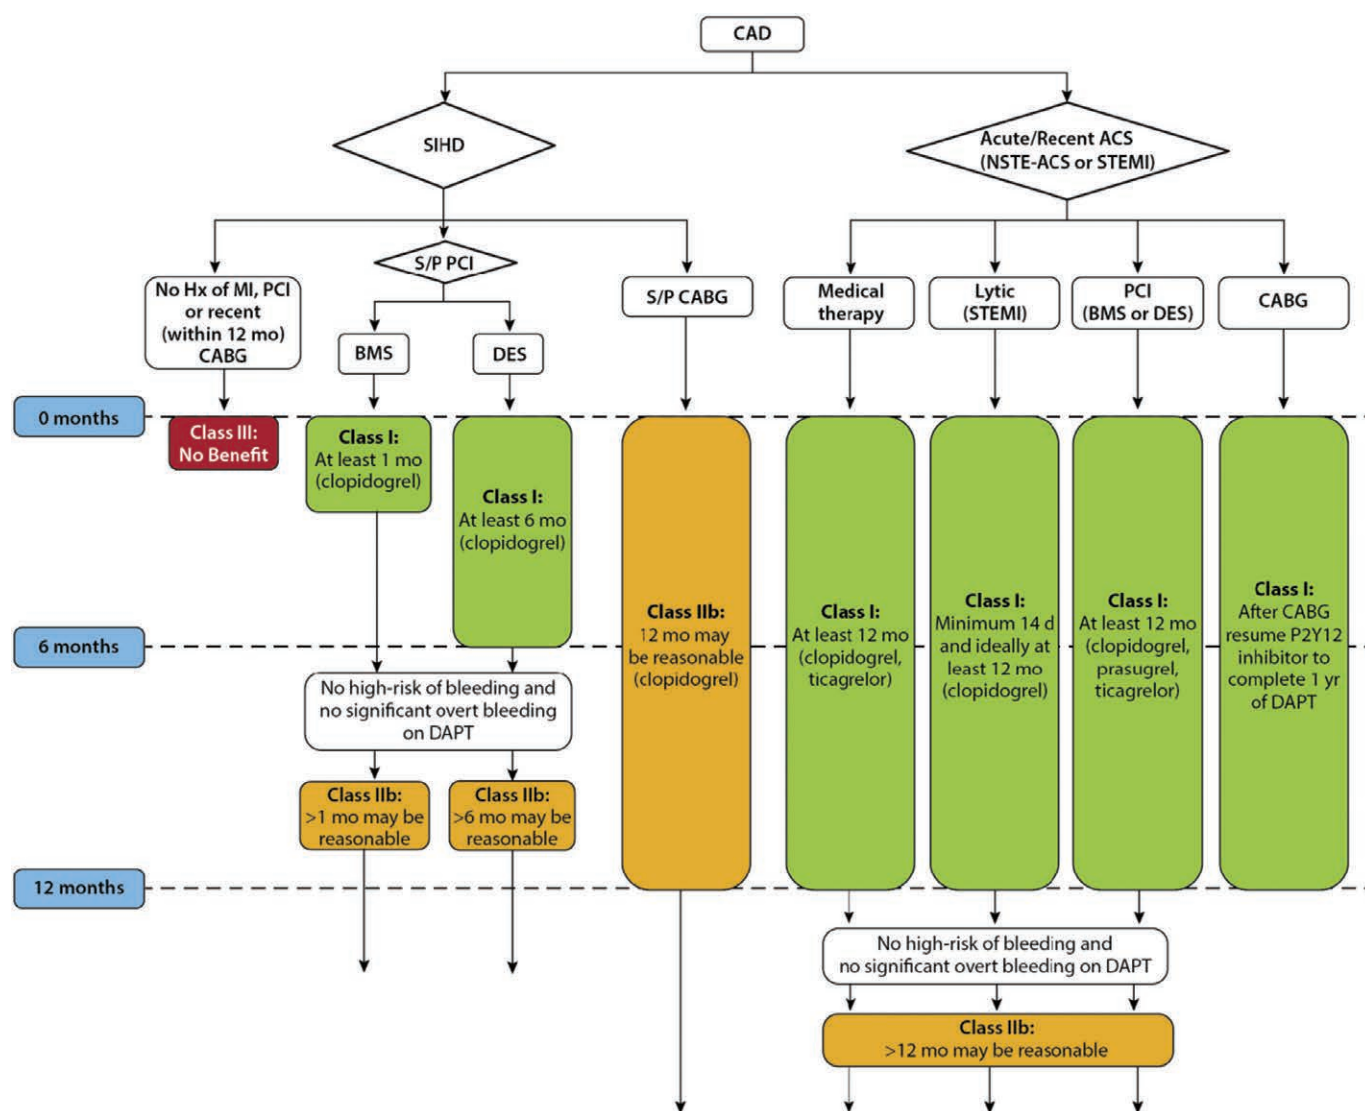 CAD
SIHD
Acute/Recent ACS
(NSTE-ACS or STEMI)
No Hx of MI, PCI
or recent
(within 12 mo)
CABG
S/P PCI
BMS
DES
S/P CABG
Medical
therapy
Lytic
(STEMI)
PCI
(BMS or DES)
CABG
0 months
Class III:
No Benefit
Class I:
At least 1 mo
(clopidogrel)
Class I:
At least 6 mo
(clopidogrel)
Class IIb:
12 mo may
be reasonable
(clopidogrel)
Class I:
At least 12 mo
(clopidogrel,
ticagrelor)
Class I:
Minimum 14 d
and ideally at
least 12 mo
(clopidogrel)
Class I:
At least 12 mo
(clopidogrel,
prasugrel,
ticagrelor)
Class I:
After CABG
resume P2Y12
inhibitor to
complete 1 yr
of DAPT
6 months
No high-risk of bleeding and
no significant overt bleeding
on DAPT
Class IIb:
>1 mo may be
reasonable
Class IIb:
>6 mo may be
reasonable
12 months
No high-risk of bleeding and
no significant overt bleeding on DAPT
Class IIb:
>12 mo may be reasonable